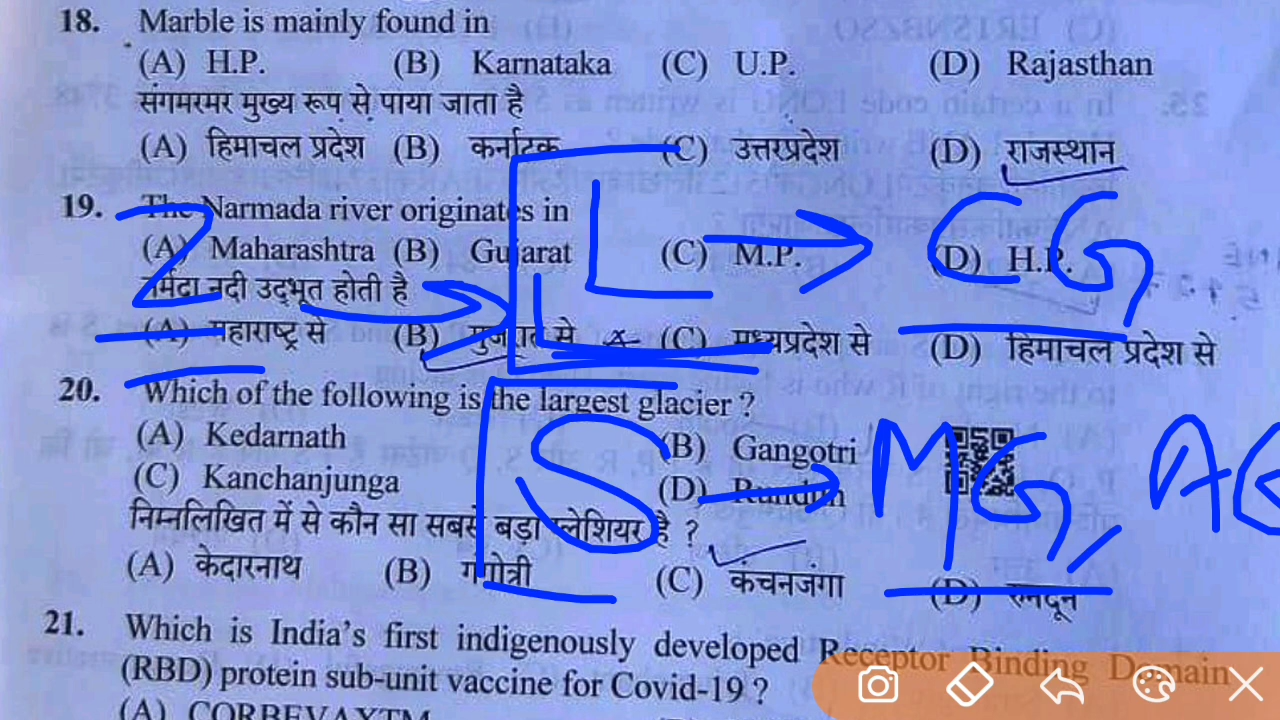 18. Marble is mainly found in
(A) H.P. (B) Karnataka (C) U.P. (D) Rajasthan
संगमरमर मुख्य रूप से पाया जाता है
(A) हिमाचल प्रदेश (B) कर्नाटक (C) उत्तरप्रदेश (D) राजस्थान
19. The Narmada river originates in
(A) Maharashtra (B) Gujarat (C) M.P. (D) H.P.
नर्मदा नदी उद्भूत होती है
(A) महाराष्ट्र से (B) गुजरात से (C) मध्यप्रदेश से (D) हिमाचल प्रदेश से
L → CG,
20. Which of the following is the largest glacier ?
(A) Kedarnath (B) Gangotri
(C) Kanchanjunga (D)
S → MG, AG
निम्नलिखित में से कौन सा सबसे बड़ा ग्लेशियर है ?
(A) केदारनाथ (B) गंगोत्री (C) कंचनजंगा (D)
21. Which is India's first indigenously developed Receptor Binding Domain
(RBD) protein sub-unit vaccine for Covid-19 ?
(A) CORBEVAXTM